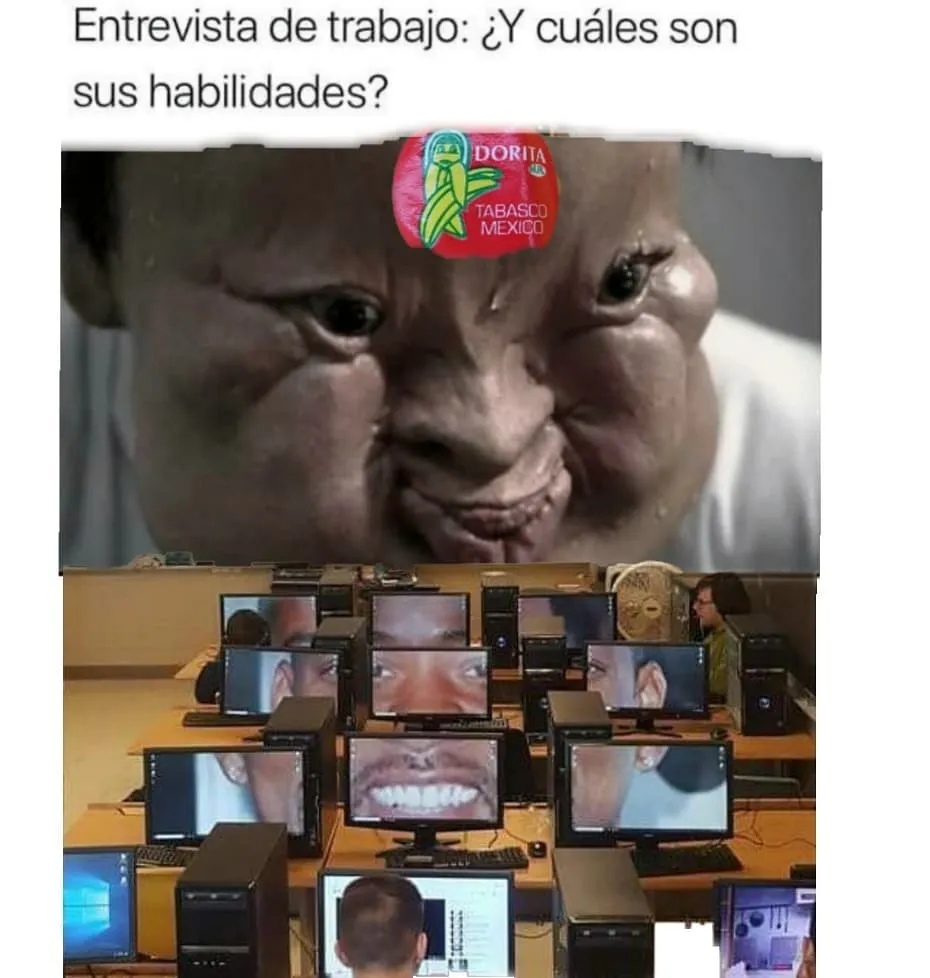 Entrevista de trabajo: ¿Y cuáles son
sus habilidades?
DORITA
TABASCO
MEXICO